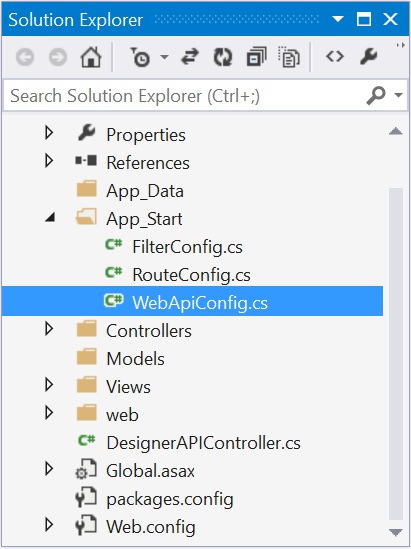 Solution Explorer
Search Solution Explorer (Ctrl+;)
Properties
References
App_Data
App_Start
C# FilterConfig.cs
C# RouteConfig.cs
C# WebApiConfig.cs
Controllers
Models
Views
web
C# DesignerAPIController.cs
Global.asax
packages.config
Web.config